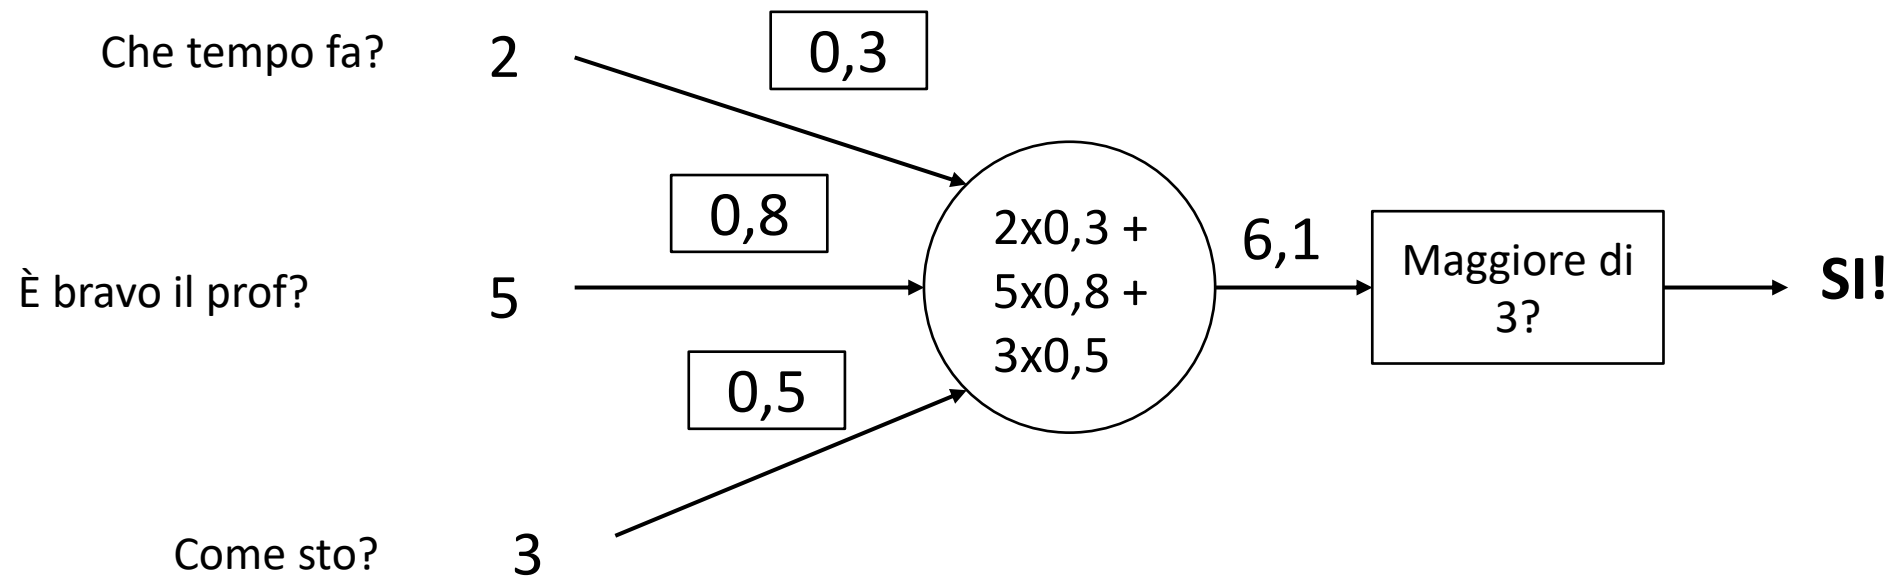 Che tempo fa?
2
0,3
0,8
È bravo il prof?
5
0,5
Come sto?
3
2x0,3 +
5x0,8 +
3x0,5
6,1
Maggiore di
3?
SI!